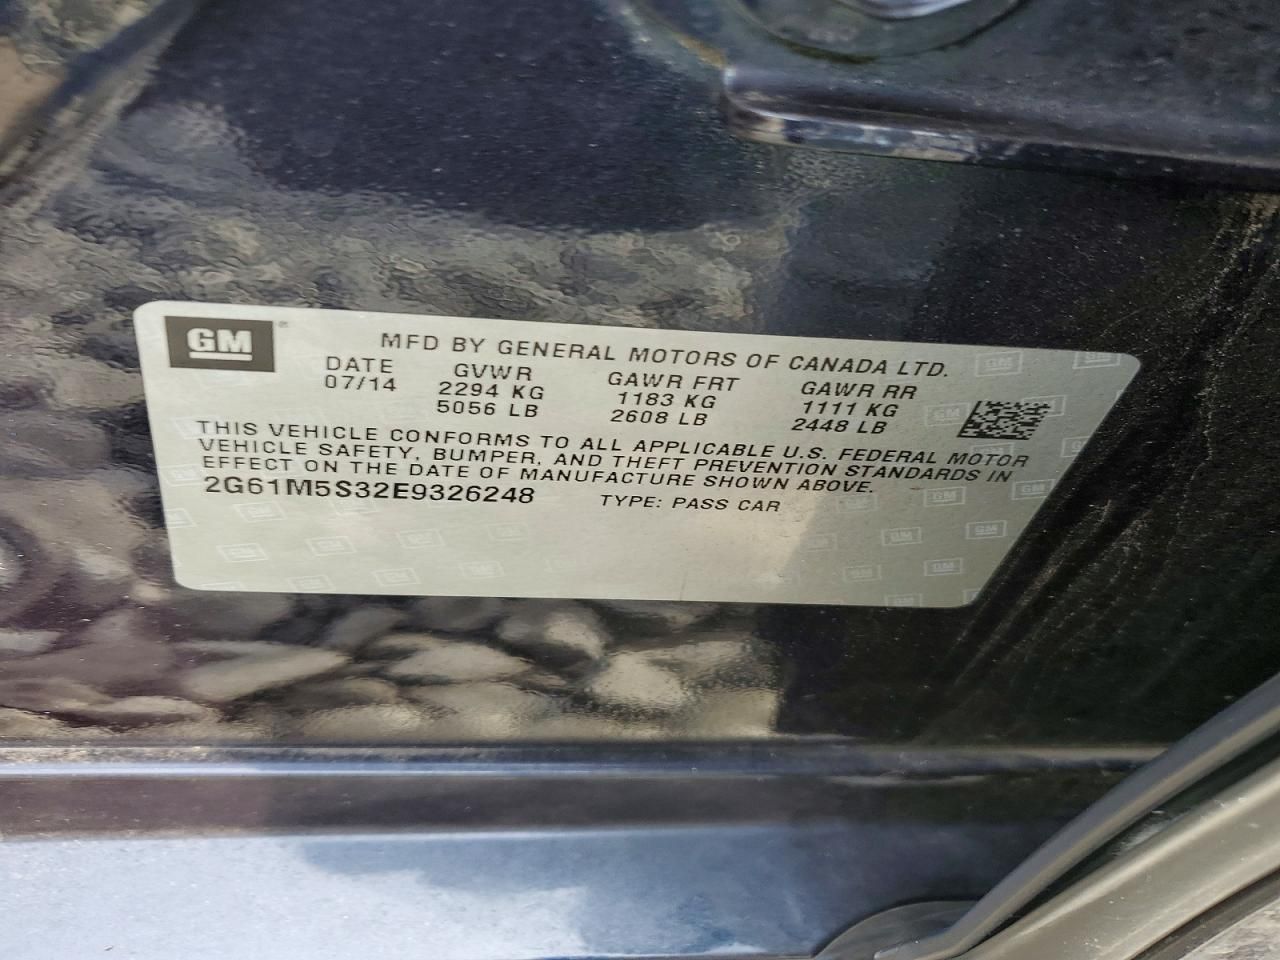 GM
MFD BY GENERAL MOTORS OF CANADA LTD.
DATE GVWR GAWR FRT GAWR RR
07/14 2294 KG 1183 KG 1111 KG
5056 LB 2608 LB 2448 LB
THIS VEHICLE CONFORMS TO ALL APPLICABLE U.S. FEDERAL MOTOR
VEHICLE SAFETY, BUMPER, AND THEFT PREVENTION STANDARDS IN
EFFECT ON THE DATE OF MANUFACTURE SHOWN ABOVE.
2G61M5S32E9326248 TYPE: PASS CAR